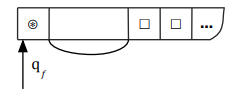 ⊛ □ □ ...
q_f